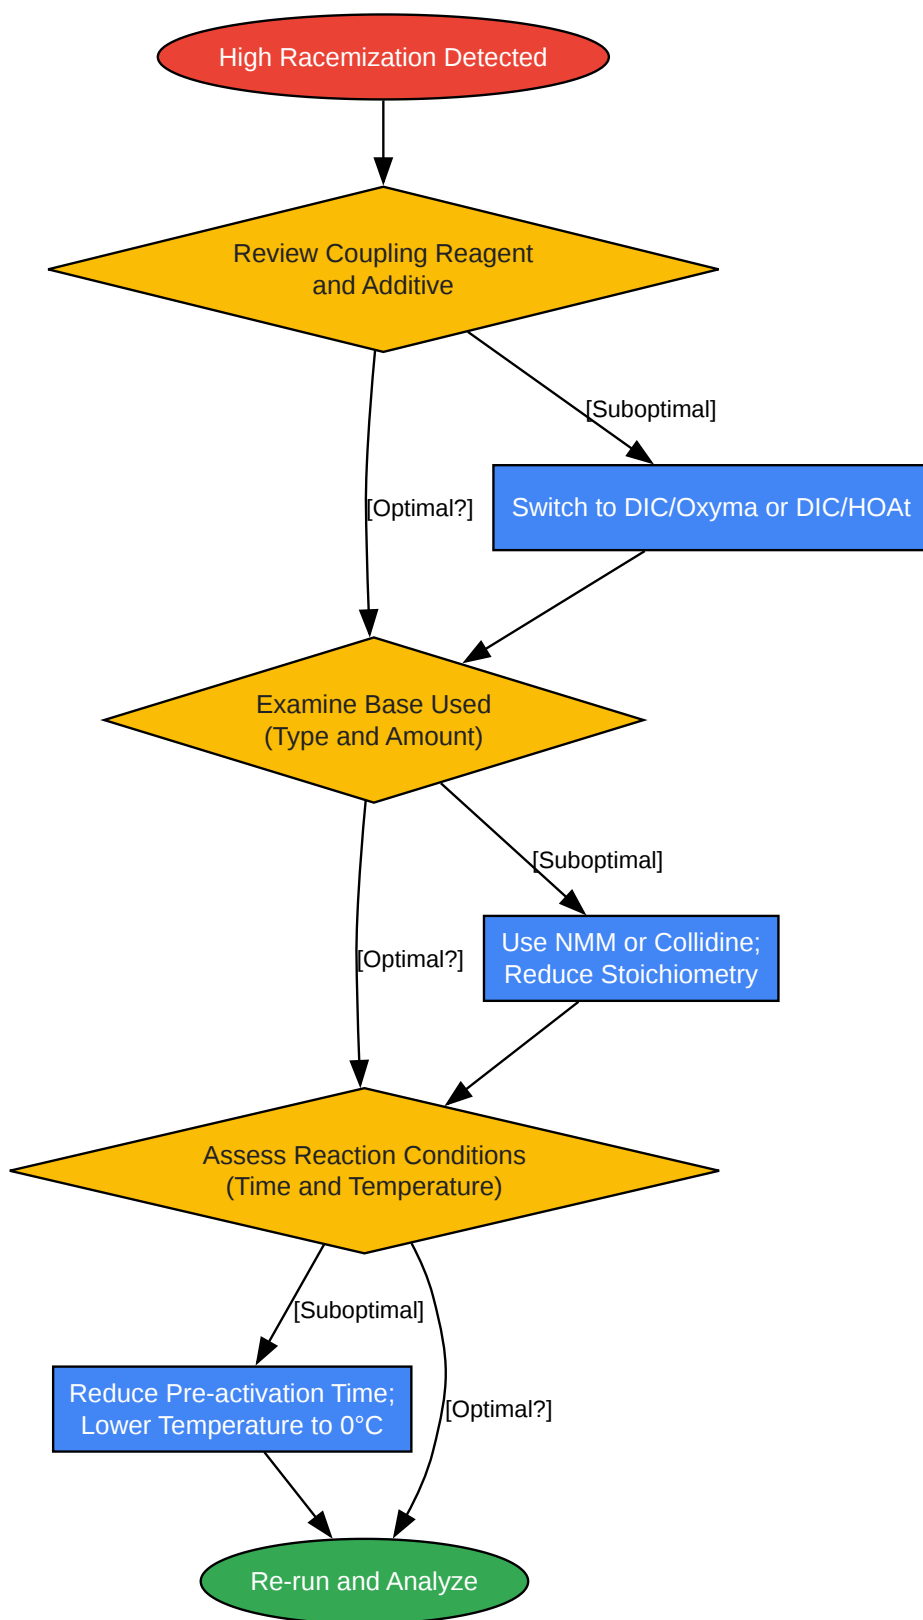 High Racemization Detected
Review Coupling Reagent
and Additive
[Suboptimal]
[Optimal?]
Switch to DIC/Oxyma or DIC/HOAt
Examine Base Used
(Type and Amount)
[Suboptimal]
[Optimal?]
Use NMM or Collidine;
Reduce Stoichiometry
Assess Reaction Conditions
(Time and Temperature)
[Suboptimal]
Reduce Pre-activation Time;
Lower Temperature to 0°C
[Optimal?]
Re-run and Analyze